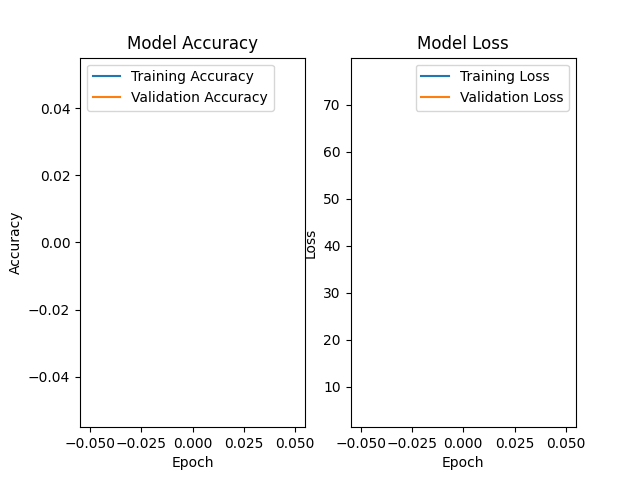 Model Accuracy
Training Accuracy
Validation Accuracy
0.04
0.02
0.00
−0.02
−0.04
Accuracy
−0.050 −0.025 0.000 0.025 0.050
Epoch
Model Loss
Training Loss
Validation Loss
70
60
50
40
30
20
10
Loss
−0.050 −0.025 0.000 0.025 0.050
Epoch